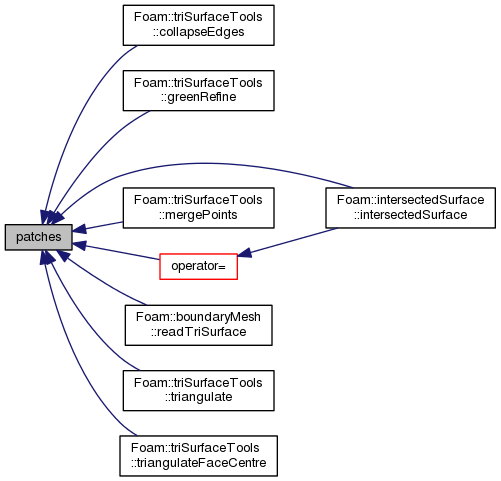 Foam::triSurfaceTools
::collapseEdges
Foam::triSurfaceTools
::greenRefine
Foam::triSurfaceTools
::mergePoints
Foam::intersectedSurface
::intersectedSurface
patches
operator=
Foam::boundaryMesh
::readTriSurface
Foam::triSurfaceTools
::triangulate
Foam::triSurfaceTools
::triangulateFaceCentre